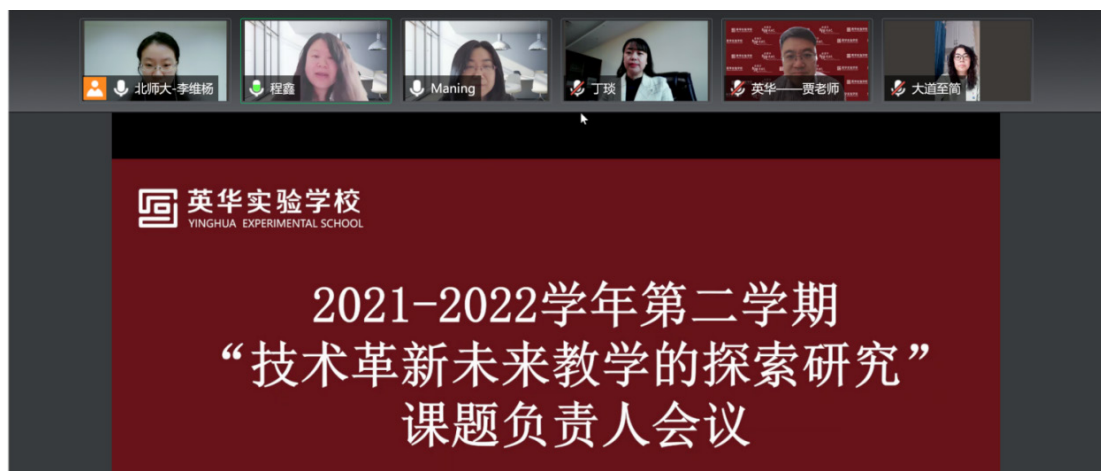 北师大-李维杨
程鑫
Maning
丁琰
英华——贾老师
大道至简
英华实验学校
YINGHUA EXPERIMENTAL SCHOOL
2021-2022学年第二学期
“技术革新未来教学的探索研究”
课题负责人会议